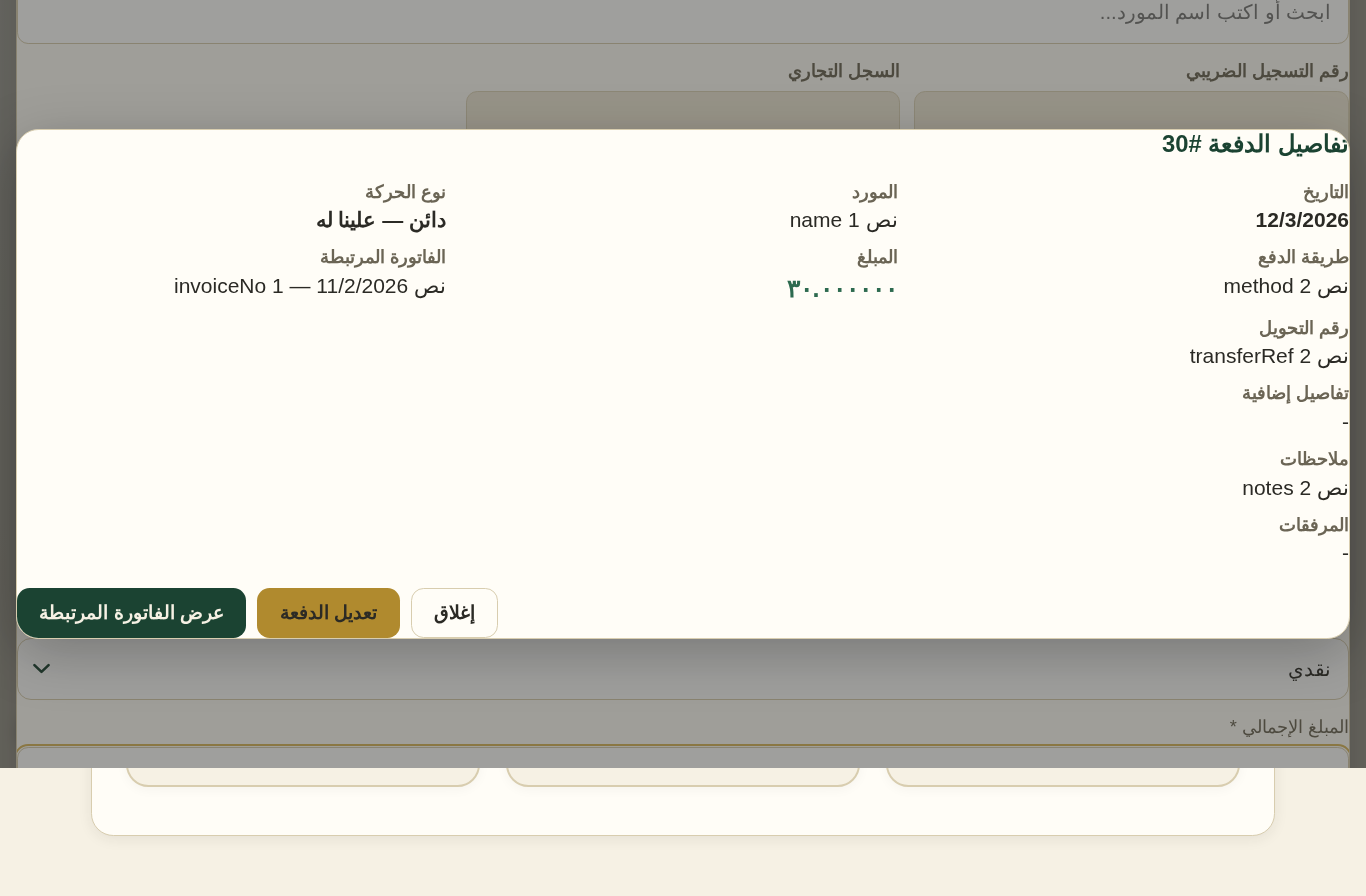 ابحث أو اكتب اسم المورد...
رقم التسجيل الضريبي
السجل التجاري
تفاصيل الدفعة #30
التاريخ
المورد
نوع الحركة
12/3/2026
نص name 1
دائن — علينا له
طريقة الدفع
المبلغ
الفاتورة المرتبطة
نص method 2
٣٠.٠٠٠٠٠٠
نص invoiceNo 1 — 11/2/2026
رقم التحويل
نص transferRef 2
تفاصيل إضافية
-
ملاحظات
نص notes 2
المرفقات
-
إغلاق
تعديل الدفعة
عرض الفاتورة المرتبطة
نقدي
المبلغ الإجمالي *